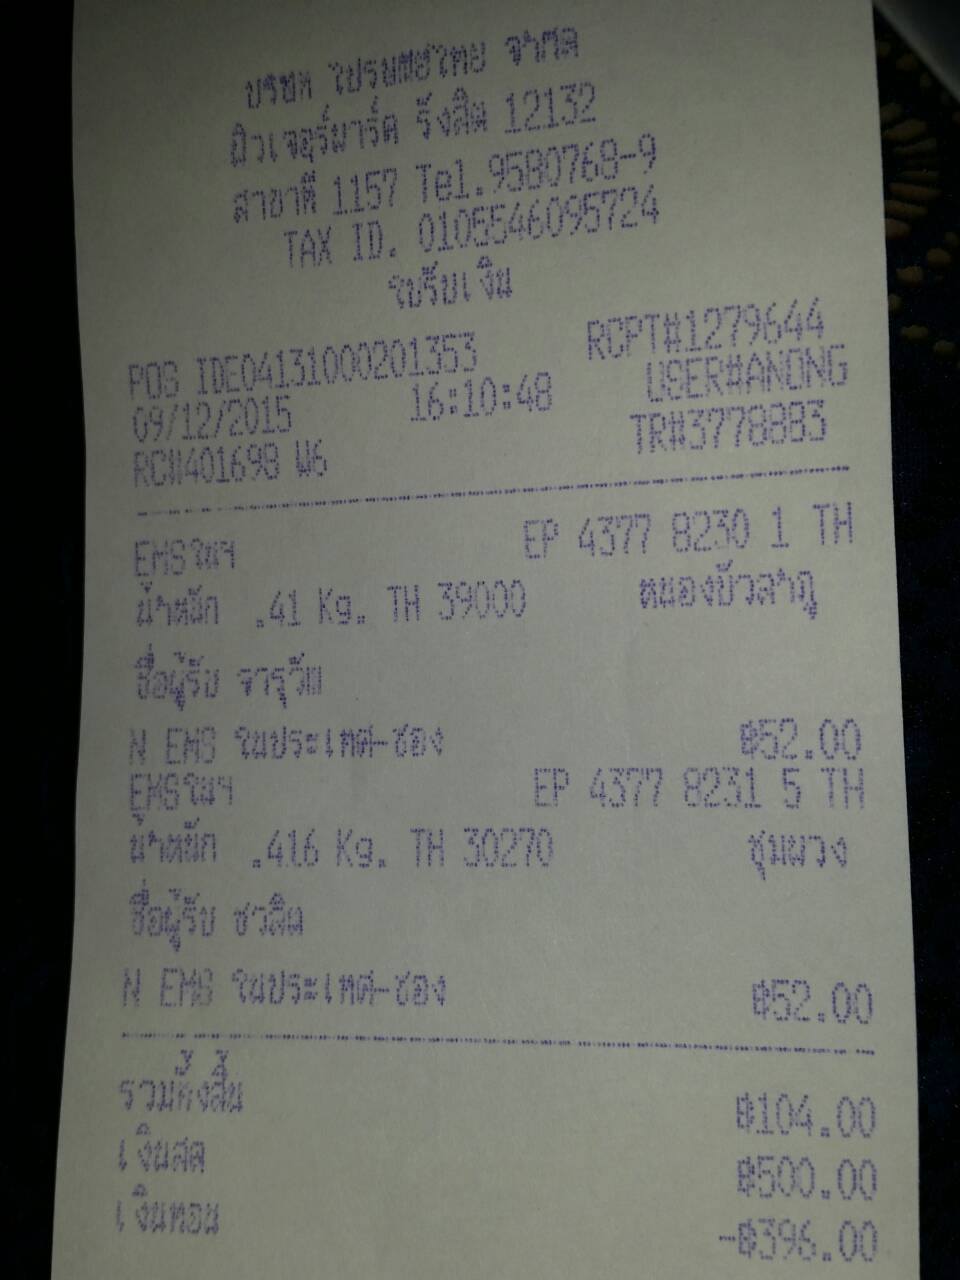 บริษัท ไปรษณีย์ไทย จำกัด
ฟิวเจอร์พาร์ค รังสิต 12132
สาขาที่ 1157 Tel.9580768-9
TAX ID. 0105546095724
ใบรับเงิน
POS IDE04131000201353 RCPT#1279644
09/12/2015 16:10:48 USER#ANONG
RC#401698 W6 TR#3778883
EMSในฯ EP 4377 8230 1 TH
น้ำหนัก .41 Kg. TH 39000 หนองบัวลำภู
ชื่อผู้รับ จารุวัฒ
N EMS ในประเทศ-ซอง ฿52.00
EMSในฯ EP 4377 8231 5 TH
น้ำหนัก .416 Kg. TH 30270 ชุมพวง
ชื่อผู้รับ ชวลิต
N EMS ในประเทศ-ซอง ฿52.00
รวมทั้งสิ้น ฿104.00
เงินสด ฿500.00
เงินทอน -฿396.00